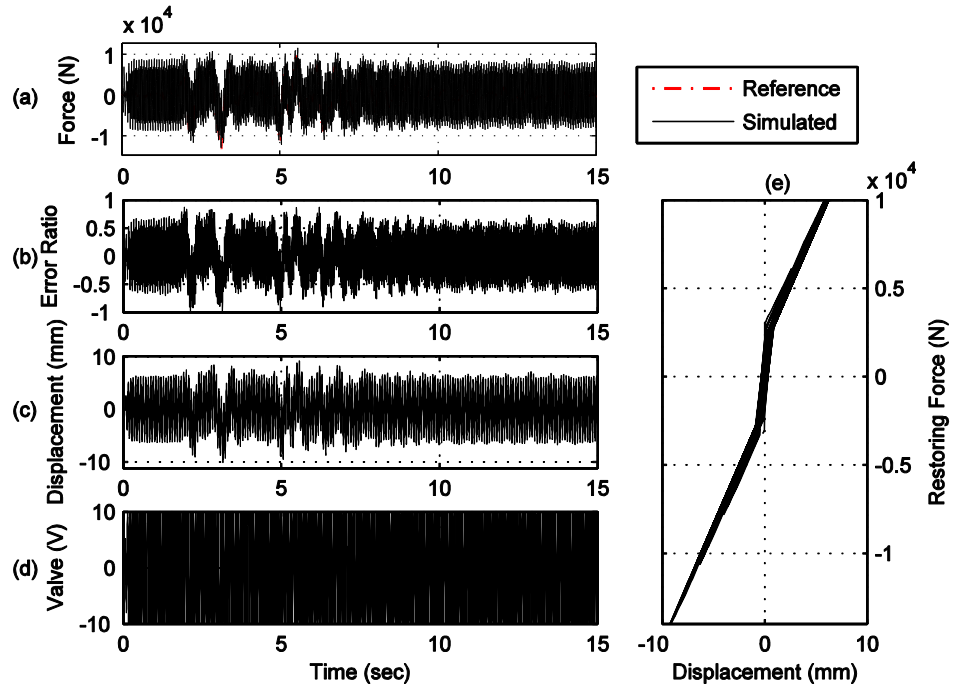 x 10^4
(a)
Force (N)
1
0
-1
0
5
10
15
Reference
Simulated
(b)
Error Ratio
1
0.5
0
-0.5
-1
0
5
10
15
(c)
Displacement (mm)
10
0
-10
0
5
10
15
(d)
Valve (V)
10
0
-10
0
5
10
15
Time (sec)
(e)
x 10^4
1
0.5
0
-0.5
-1
Restoring Force (N)
-10
0
10
Displacement (mm)